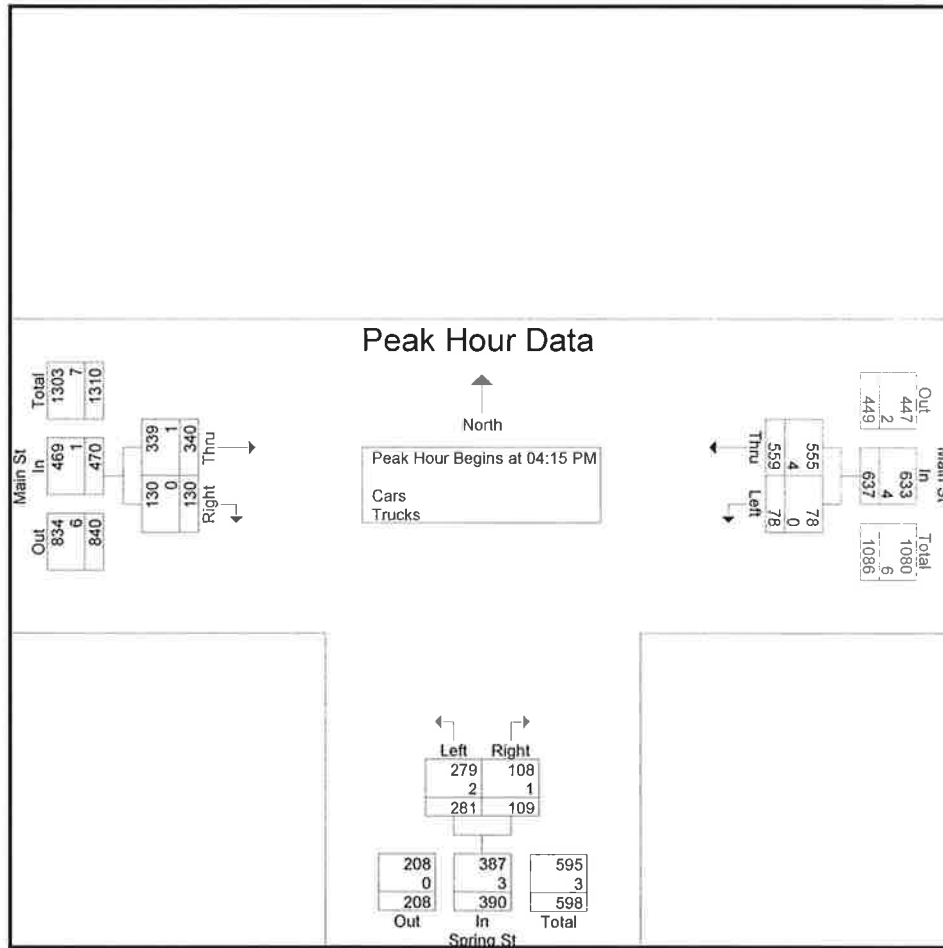 Peak Hour Data
North
Peak Hour Begins at 04:15 PM
Cars
Trucks
Main St
Total
1303
7
1310
In
469
1
470
Out
834
6
840
339
1
340
Thru
130
0
130
Right
Main St
Out
447
2
449
In
633
4
637
Total
1080
6
1086
555
4
559
Thru
78
0
78
Left
Left Right
279 108
2 1
281 109
208 387 595
0 3 3
208 390 598
Out In Total
Spring St